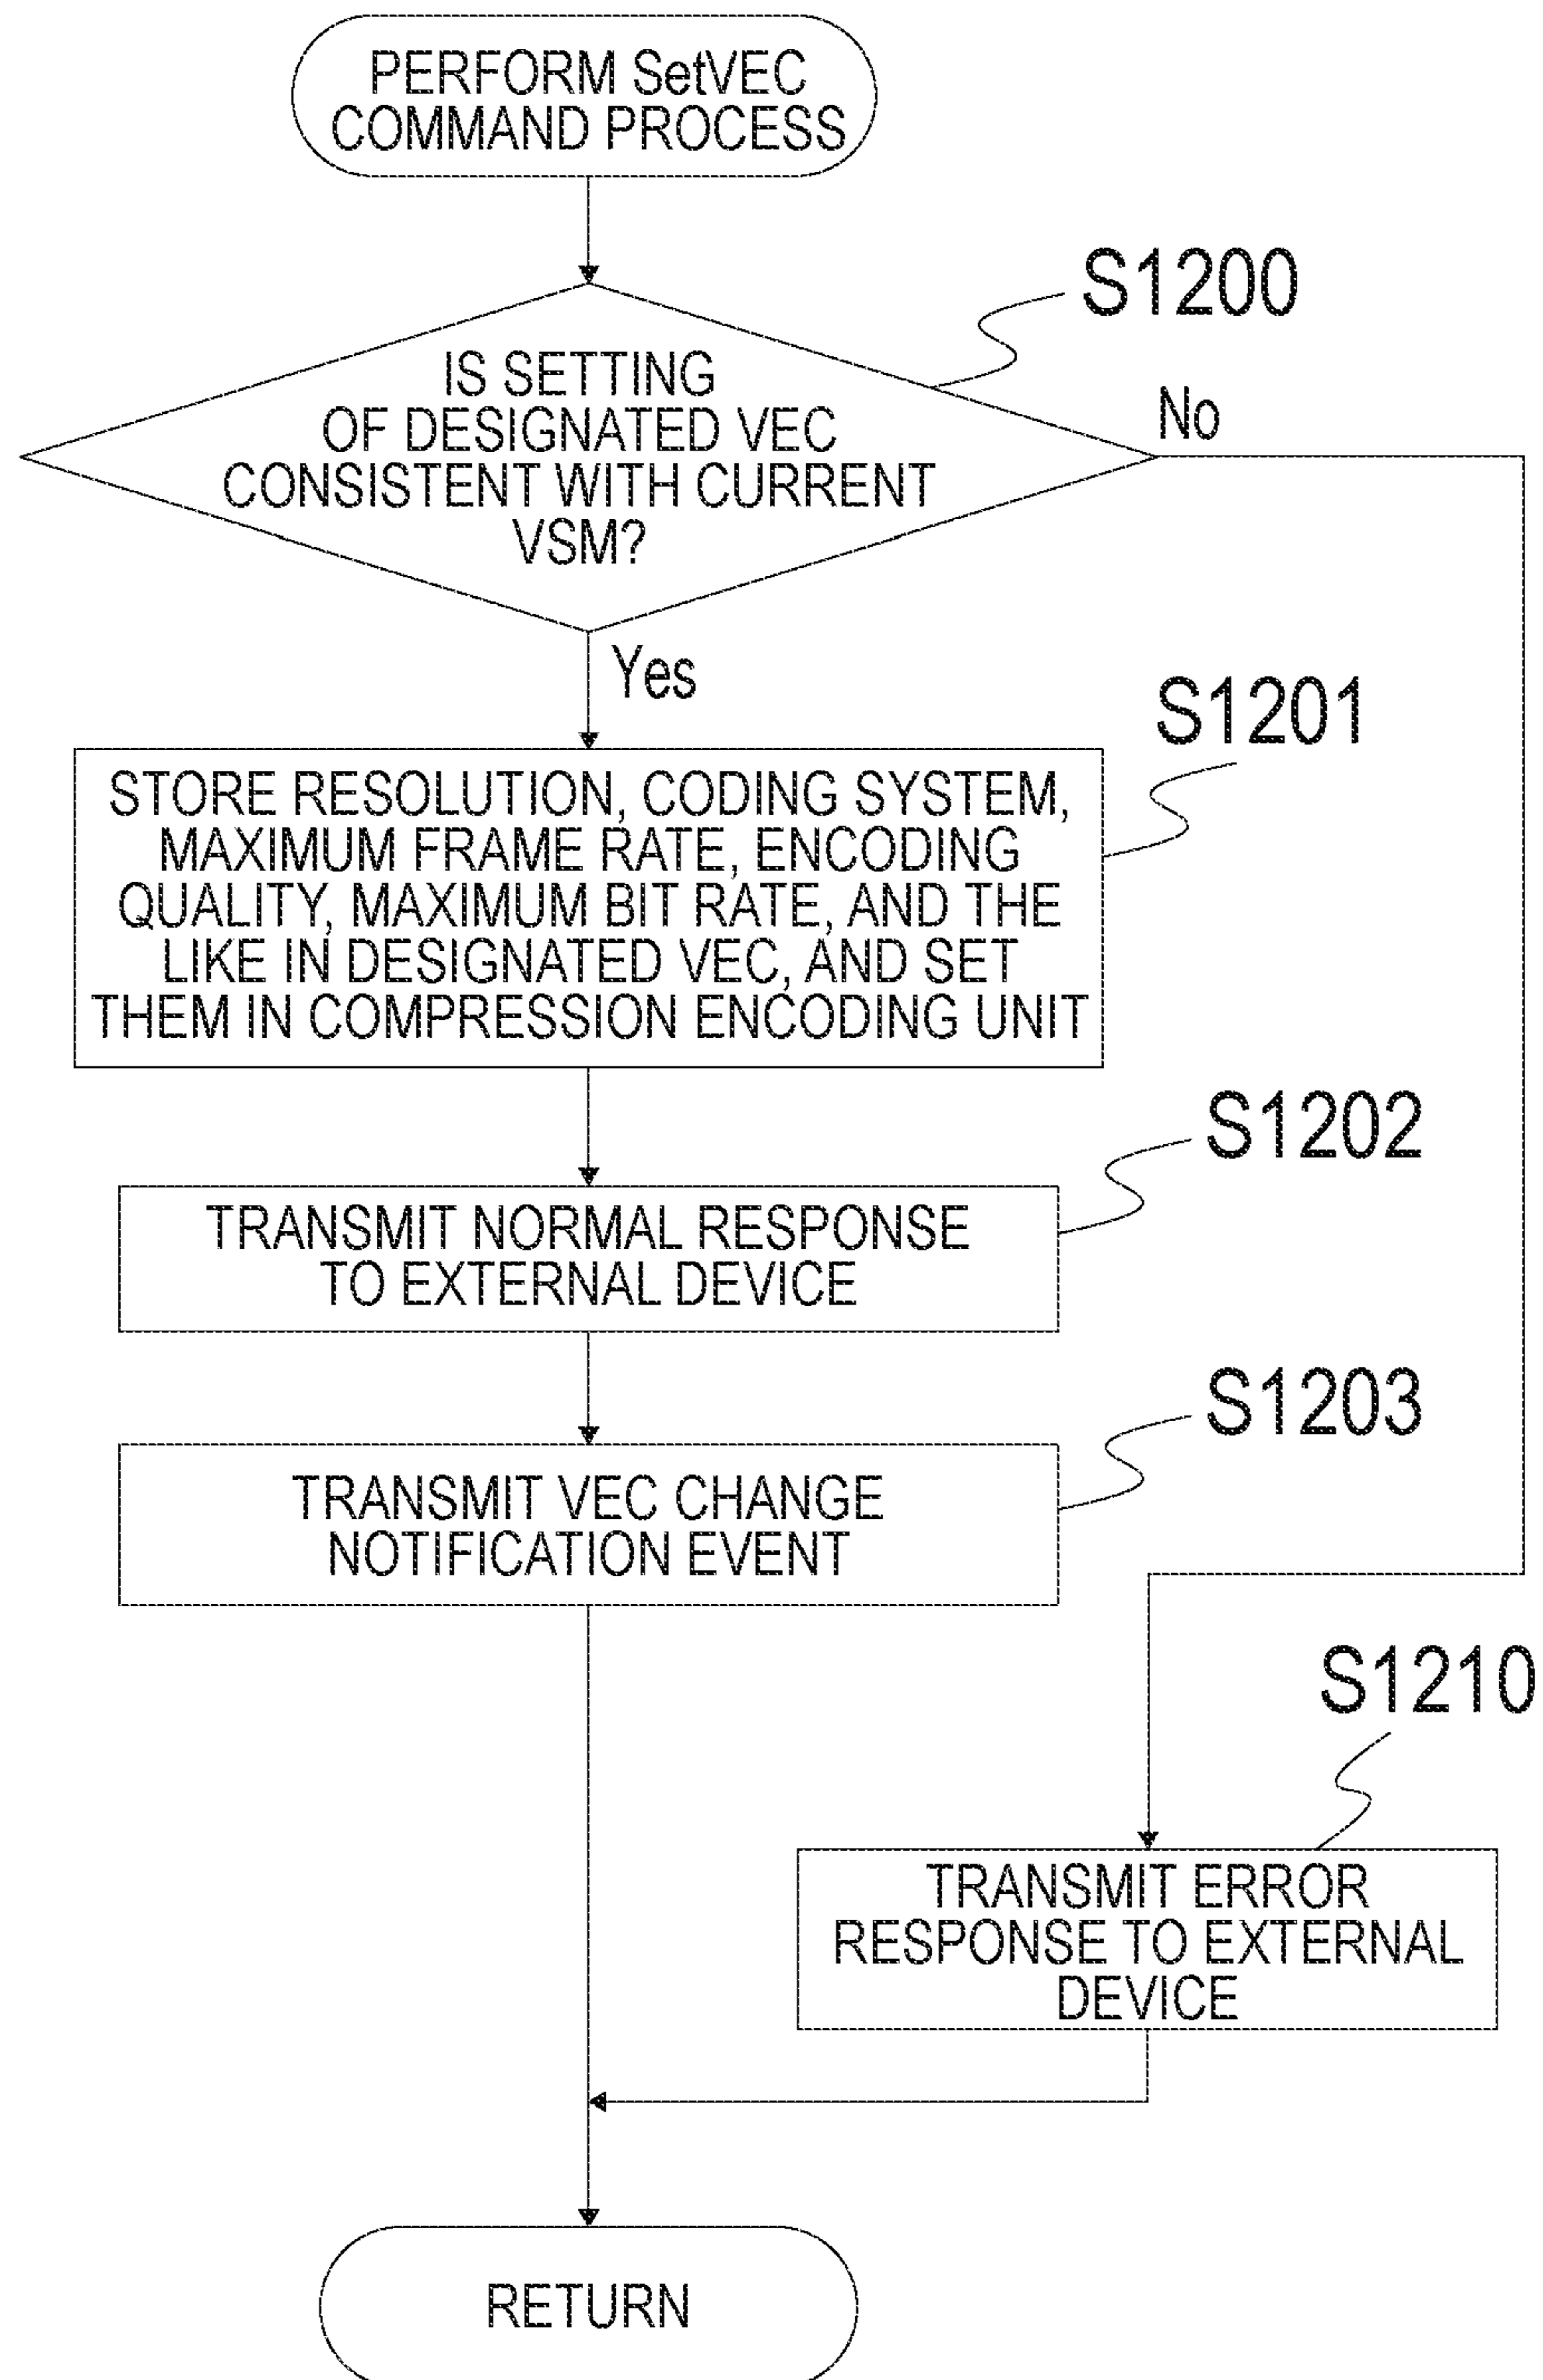 PERFORM SetVEC
COMMAND PROCESS
S1200
IS SETTING
OF DESIGNATED VEC
CONSISTENT WITH CURRENT
VSM?
No
Yes
S1201
STORE RESOLUTION, CODING SYSTEM,
MAXIMUM FRAME RATE, ENCODING
QUALITY, MAXIMUM BIT RATE, AND THE
LIKE IN DESIGNATED VEC, AND SET
THEM IN COMPRESSION ENCODING UNIT
S1202
TRANSMIT NORMAL RESPONSE
TO EXTERNAL DEVICE
S1203
TRANSMIT VEC CHANGE
NOTIFICATION EVENT
S1210
TRANSMIT ERROR
RESPONSE TO EXTERNAL
DEVICE
RETURN